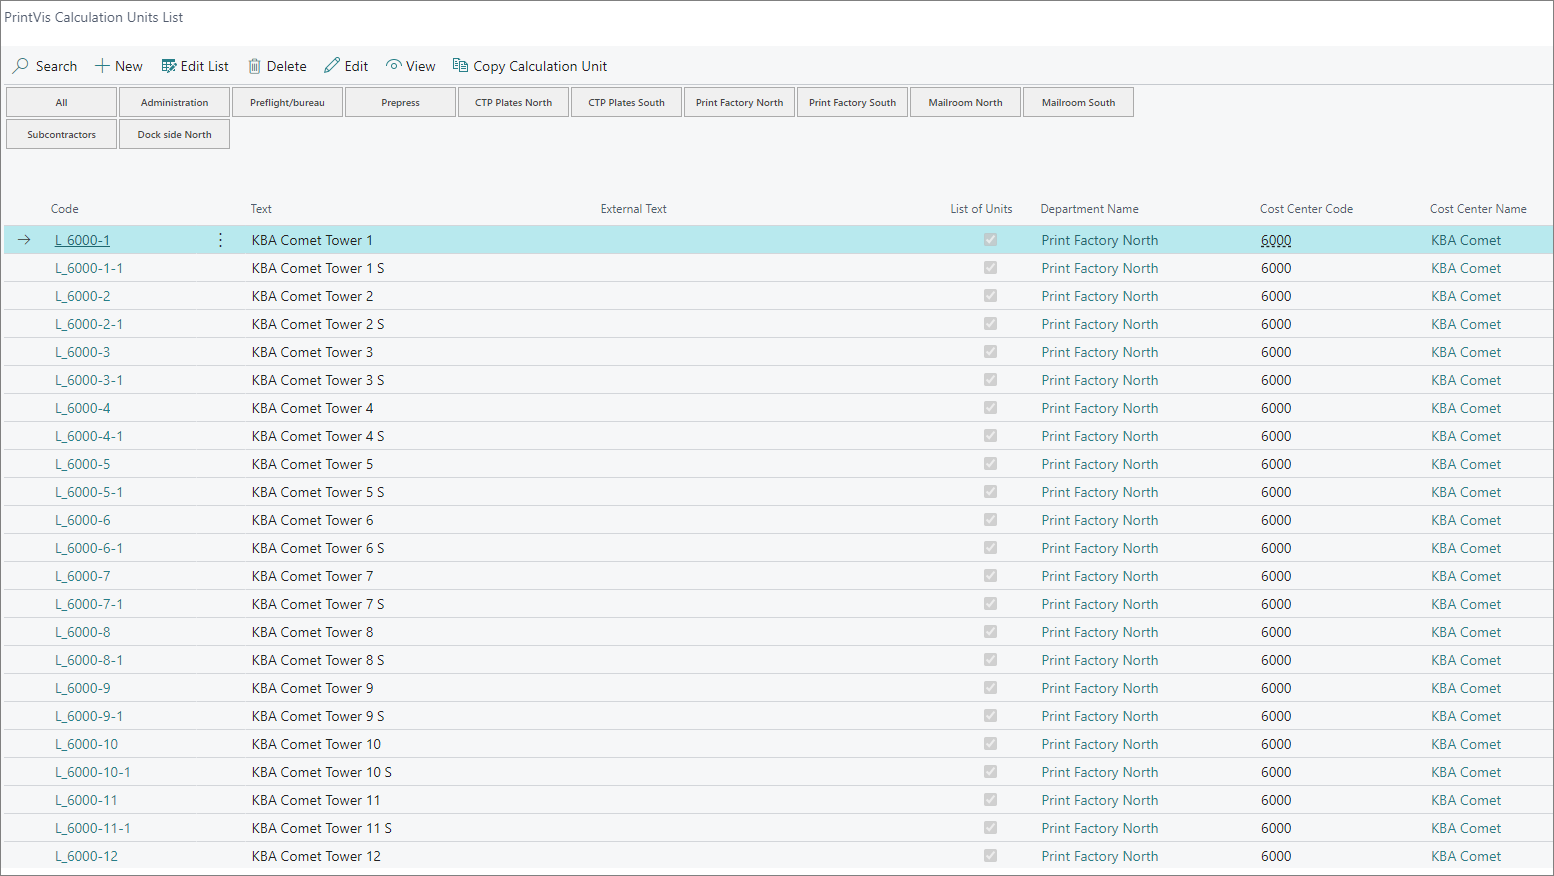 PrintVis Calculation Units List
Search New Edit List Delete Edit View Copy Calculation Unit
All Administration Preflight/bureau Prepress CTP Plates North CTP Plates South Print Factory North Print Factory South Mailroom North Mailroom South
Subcontractors Dock side North
Code Text External Text List of Units Department Name Cost Center Code Cost Center Name
L_6000-1 KBA Comet Tower 1 Print Factory North 6000 KBA Comet
L_6000-1-1 KBA Comet Tower 1 S Print Factory North 6000 KBA Comet
L_6000-2 KBA Comet Tower 2 Print Factory North 6000 KBA Comet
L_6000-2-1 KBA Comet Tower 2 S Print Factory North 6000 KBA Comet
L_6000-3 KBA Comet Tower 3 Print Factory North 6000 KBA Comet
L_6000-3-1 KBA Comet Tower 3 S Print Factory North 6000 KBA Comet
L_6000-4 KBA Comet Tower 4 Print Factory North 6000 KBA Comet
L_6000-4-1 KBA Comet Tower 4 S Print Factory North 6000 KBA Comet
L_6000-5 KBA Comet Tower 5 Print Factory North 6000 KBA Comet
L_6000-5-1 KBA Comet Tower 5 S Print Factory North 6000 KBA Comet
L_6000-6 KBA Comet Tower 6 Print Factory North 6000 KBA Comet
L_6000-6-1 KBA Comet Tower 6 S Print Factory North 6000 KBA Comet
L_6000-7 KBA Comet Tower 7 Print Factory North 6000 KBA Comet
L_6000-7-1 KBA Comet Tower 7 S Print Factory North 6000 KBA Comet
L_6000-8 KBA Comet Tower 8 Print Factory North 6000 KBA Comet
L_6000-8-1 KBA Comet Tower 8 S Print Factory North 6000 KBA Comet
L_6000-9 KBA Comet Tower 9 Print Factory North 6000 KBA Comet
L_6000-9-1 KBA Comet Tower 9 S Print Factory North 6000 KBA Comet
L_6000-10 KBA Comet Tower 10 Print Factory North 6000 KBA Comet
L_6000-10-1 KBA Comet Tower 10 S Print Factory North 6000 KBA Comet
L_6000-11 KBA Comet Tower 11 Print Factory North 6000 KBA Comet
L_6000-11-1 KBA Comet Tower 11 S Print Factory North 6000 KBA Comet
L_6000-12 KBA Comet Tower 12 Print Factory North 6000 KBA Comet